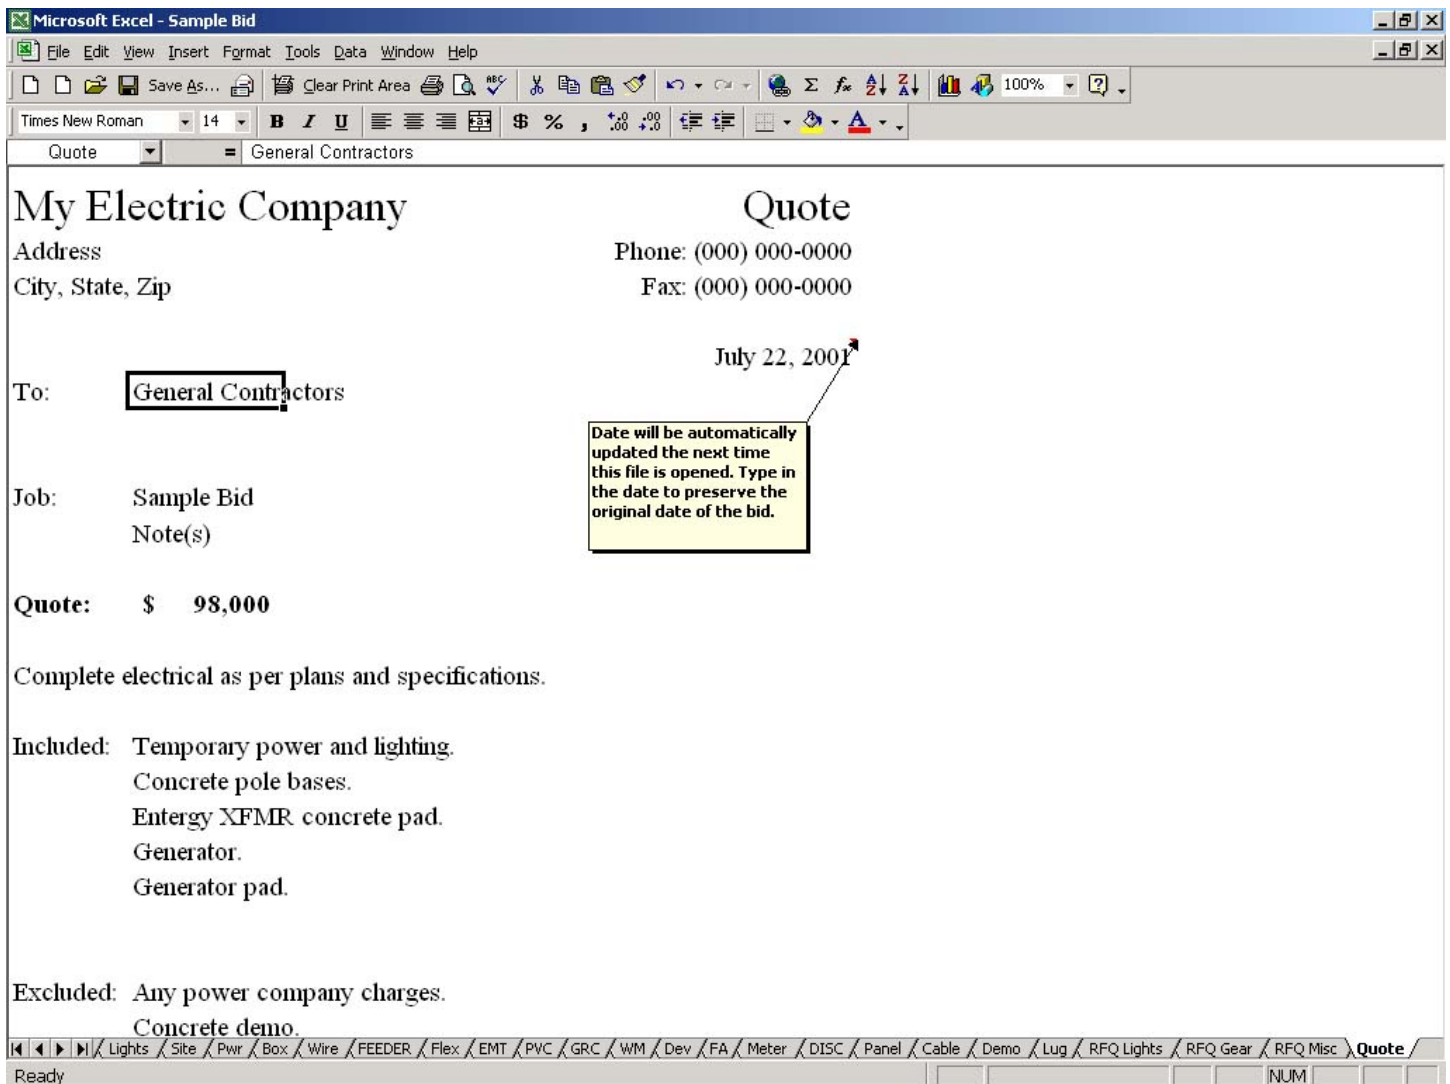 Microsoft Excel - Sample Bid
File Edit View Insert Format Tools Data Window Help
Save As... Clear Print Area 100%
Times New Roman 14 B I U $ % ,
Quote = General Contractors
My Electric Company Quote
Address Phone: (000) 000-0000
City, State, Zip Fax: (000) 000-0000
July 22, 2001
To: General Contractors
Date will be automatically
updated the next time
this file is opened. Type in
the date to preserve the
original date of the bid.
Job: Sample Bid
Note(s)
Quote: $ 98,000
Complete electrical as per plans and specifications.
Included: Temporary power and lighting.
Concrete pole bases.
Entergy XFMR concrete pad.
Generator.
Generator pad.
Excluded: Any power company charges.
Concrete demo.
Lights / Site / Pwr / Box / Wire / FEEDER / Flex / EMT / PVC / GRC / WM / Dev / FA / Meter / DISC / Panel / Cable / Demo / Lug / RFQ Lights / RFQ Gear / RFQ Misc \ Quote /
Ready NUM